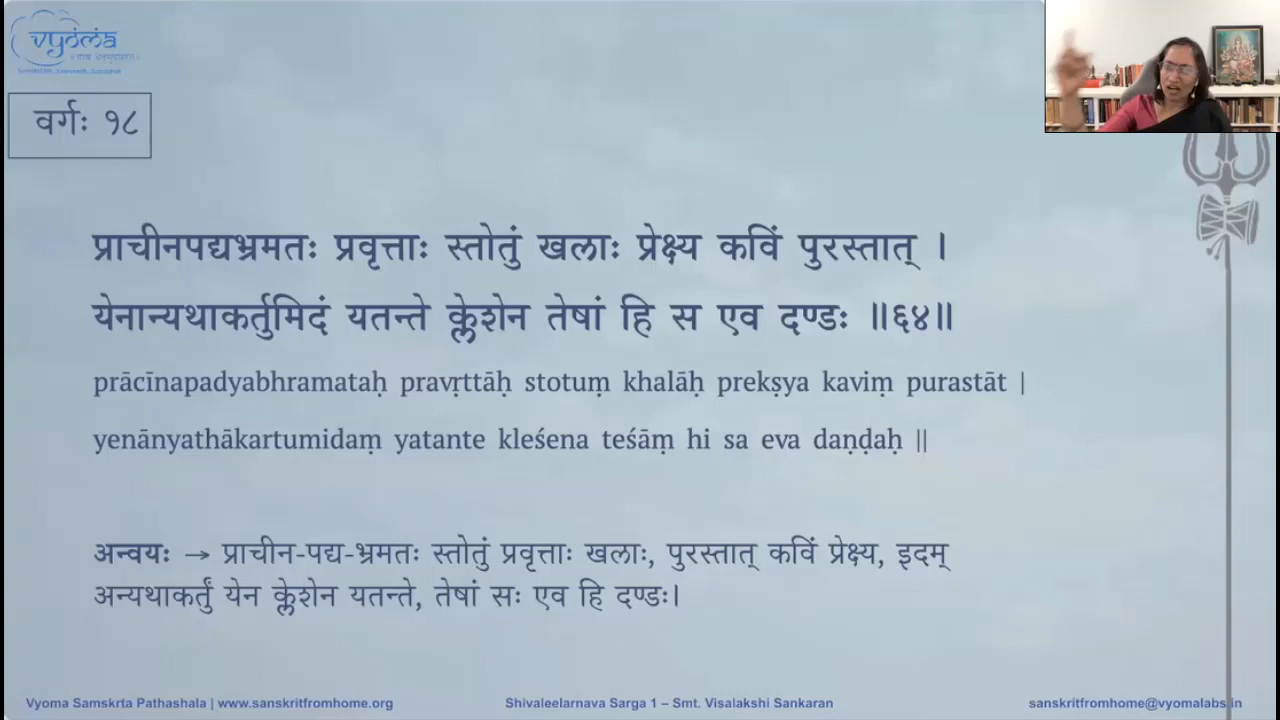 vyoma
वर्गः १८
प्राचीनपद्यभ्रमतः प्रवृत्ताः स्तोतुं खलाः प्रेक्ष्य कविं पुरस्तात् ।
येनान्यथाकर्तुमिदं यतन्ते क्लेशेन तेषां हि स एव दण्डः ॥६४॥
prācīnapadyabhramataḥ pravṛttāḥ stotuṃ khalāḥ prekṣya kaviṃ purastāt |
yenānyathākartumidaṃ yatante kleśena teśāṃ hi sa eva daṇḍaḥ ||
अन्वयः → प्राचीन-पद्य-भ्रमतः स्तोतुं प्रवृत्ताः खलाः, पुरस्तात् कविं प्रेक्ष्य, इदम्
अन्यथाकर्तुं येन क्लेशेन यतन्ते, तेषां सः एव हि दण्डः।
Vyoma Samskrta Pathashala | www.sanskritfromhome.org Shivaleelarnava Sarga 1 – Smt. Visalakshi Sankaran sanskritfromhome@vyomalabs.in